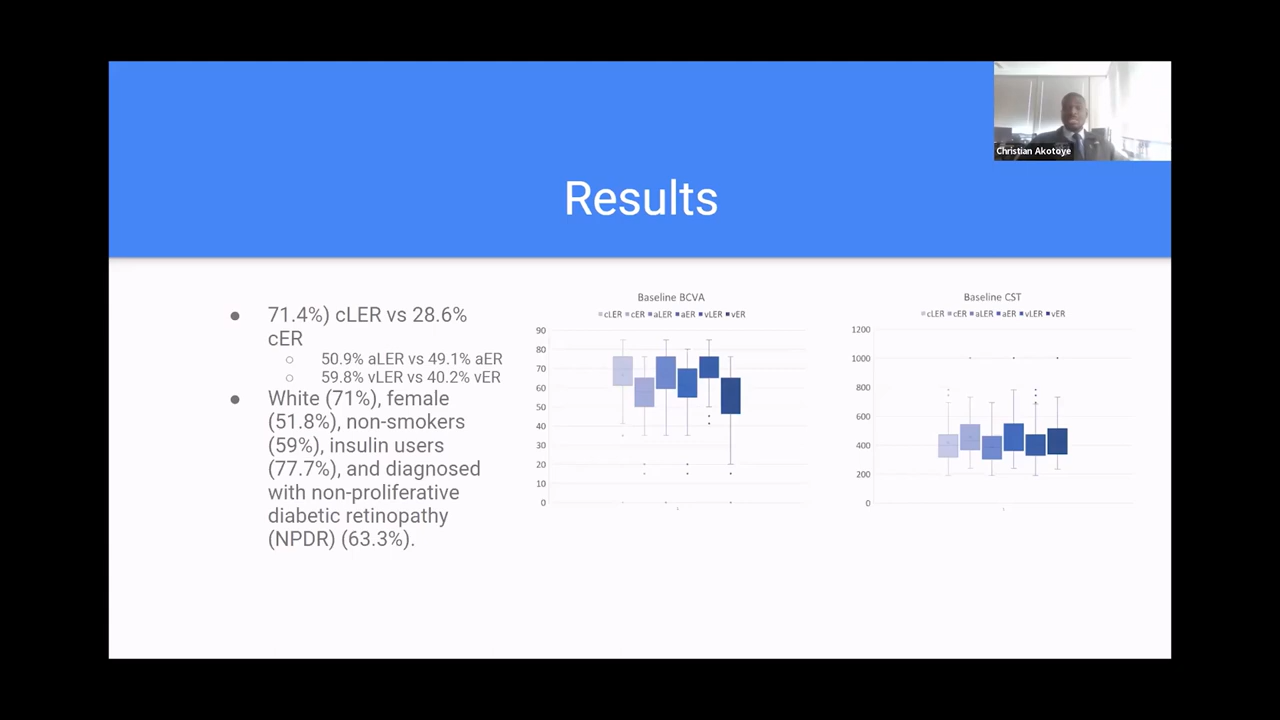 Christian Akotoye
Results
71.4%) cLER vs 28.6%
cER
50.9% aLER vs 49.1% aER
59.8% vLER vs 40.2% vER
White (71%), female
(51.8%), non-smokers
(59%), insulin users
(77.7%), and diagnosed
with non-proliferative
diabetic retinopathy
(NPDR) (63.3%).
Baseline BCVA
cLER cER aLER aER vLER vER
90
80
70
60
50
40
30
20
10
0
Baseline CST
cLER cER aLER aER vLER vER
1200
1000
800
600
400
200
0